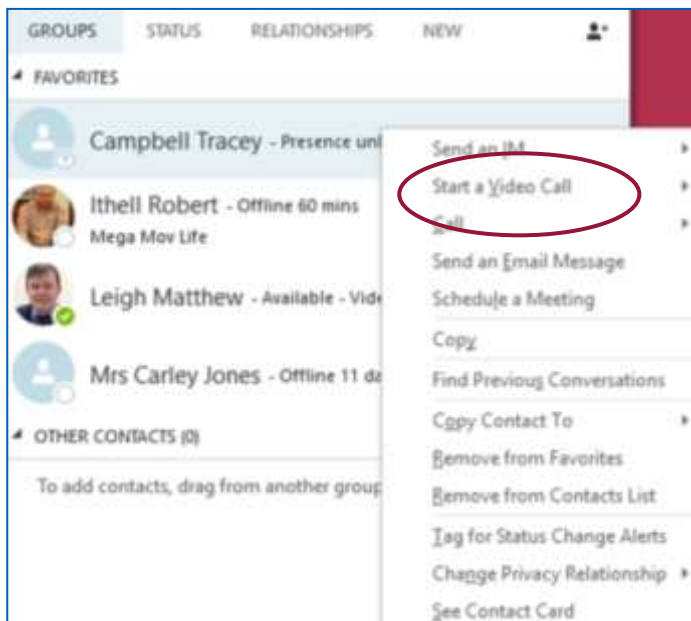 GROUPS STATUS RELATIONSHIPS NEW
FAVORITES
Campbell Tracey - Presence unk
Ithell Robert - Offline 60 mins
Mega Mov Life
Leigh Matthew - Available - Vide
Mrs Carley Jones - Offline 11 da
OTHER CONTACTS (0)
To add contacts, drag from another group
Send an IM
Start a Video Call
Call
Send an Email Message
Schedule a Meeting
Copy
Find Previous Conversations
Copy Contact To
Remove from Favorites
Remove from Contacts List
Tag for Status Change Alerts
Change Privacy Relationship
See Contact Card